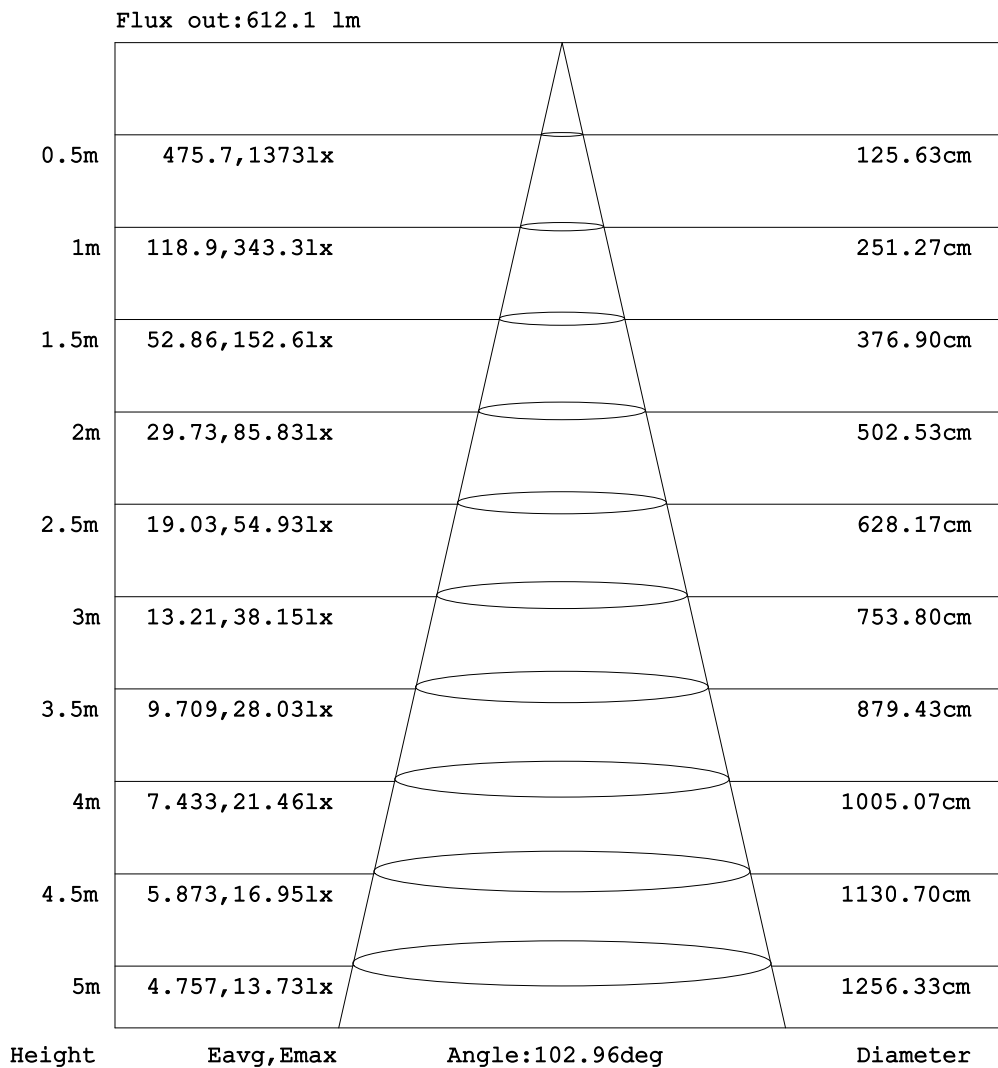 Flux out:612.1 lm
0.5m 475.7,1373lx 125.63cm
1m 118.9,343.3lx 251.27cm
1.5m 52.86,152.6lx 376.90cm
2m 29.73,85.83lx 502.53cm
2.5m 19.03,54.93lx 628.17cm
3m 13.21,38.15lx 753.80cm
3.5m 9.709,28.03lx 879.43cm
4m 7.433,21.46lx 1005.07cm
4.5m 5.873,16.95lx 1130.70cm
5m 4.757,13.73lx 1256.33cm
Height Eavg,Emax Angle:102.96deg Diameter